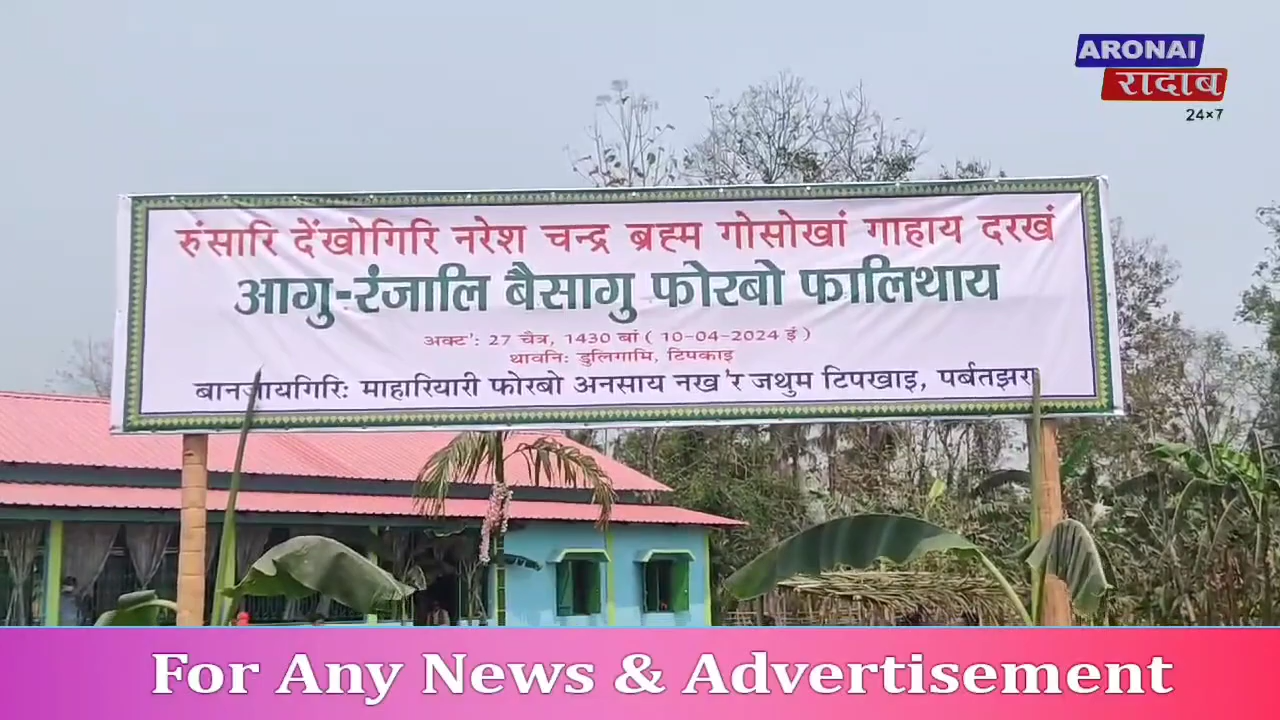 ARONAI
रादाब
24×7
रुंसारि देंखोगिरि नरेश चन्द्र ब्रह्म गोसोखां गाहाय दरखं
आगु-रंजालि बैसागु फोरबो फालिथाय
अक्ट': 27 चैत्र, 1430 बां ( 10-04-2024 इं )
थावनि: डुलिगामि, टिपकाइ
बानजायगिरि: माहारियारी फोरबो अनसाय नख'र जथुम टिपखाइ, पर्बतझरा
For Any News & Advertisement